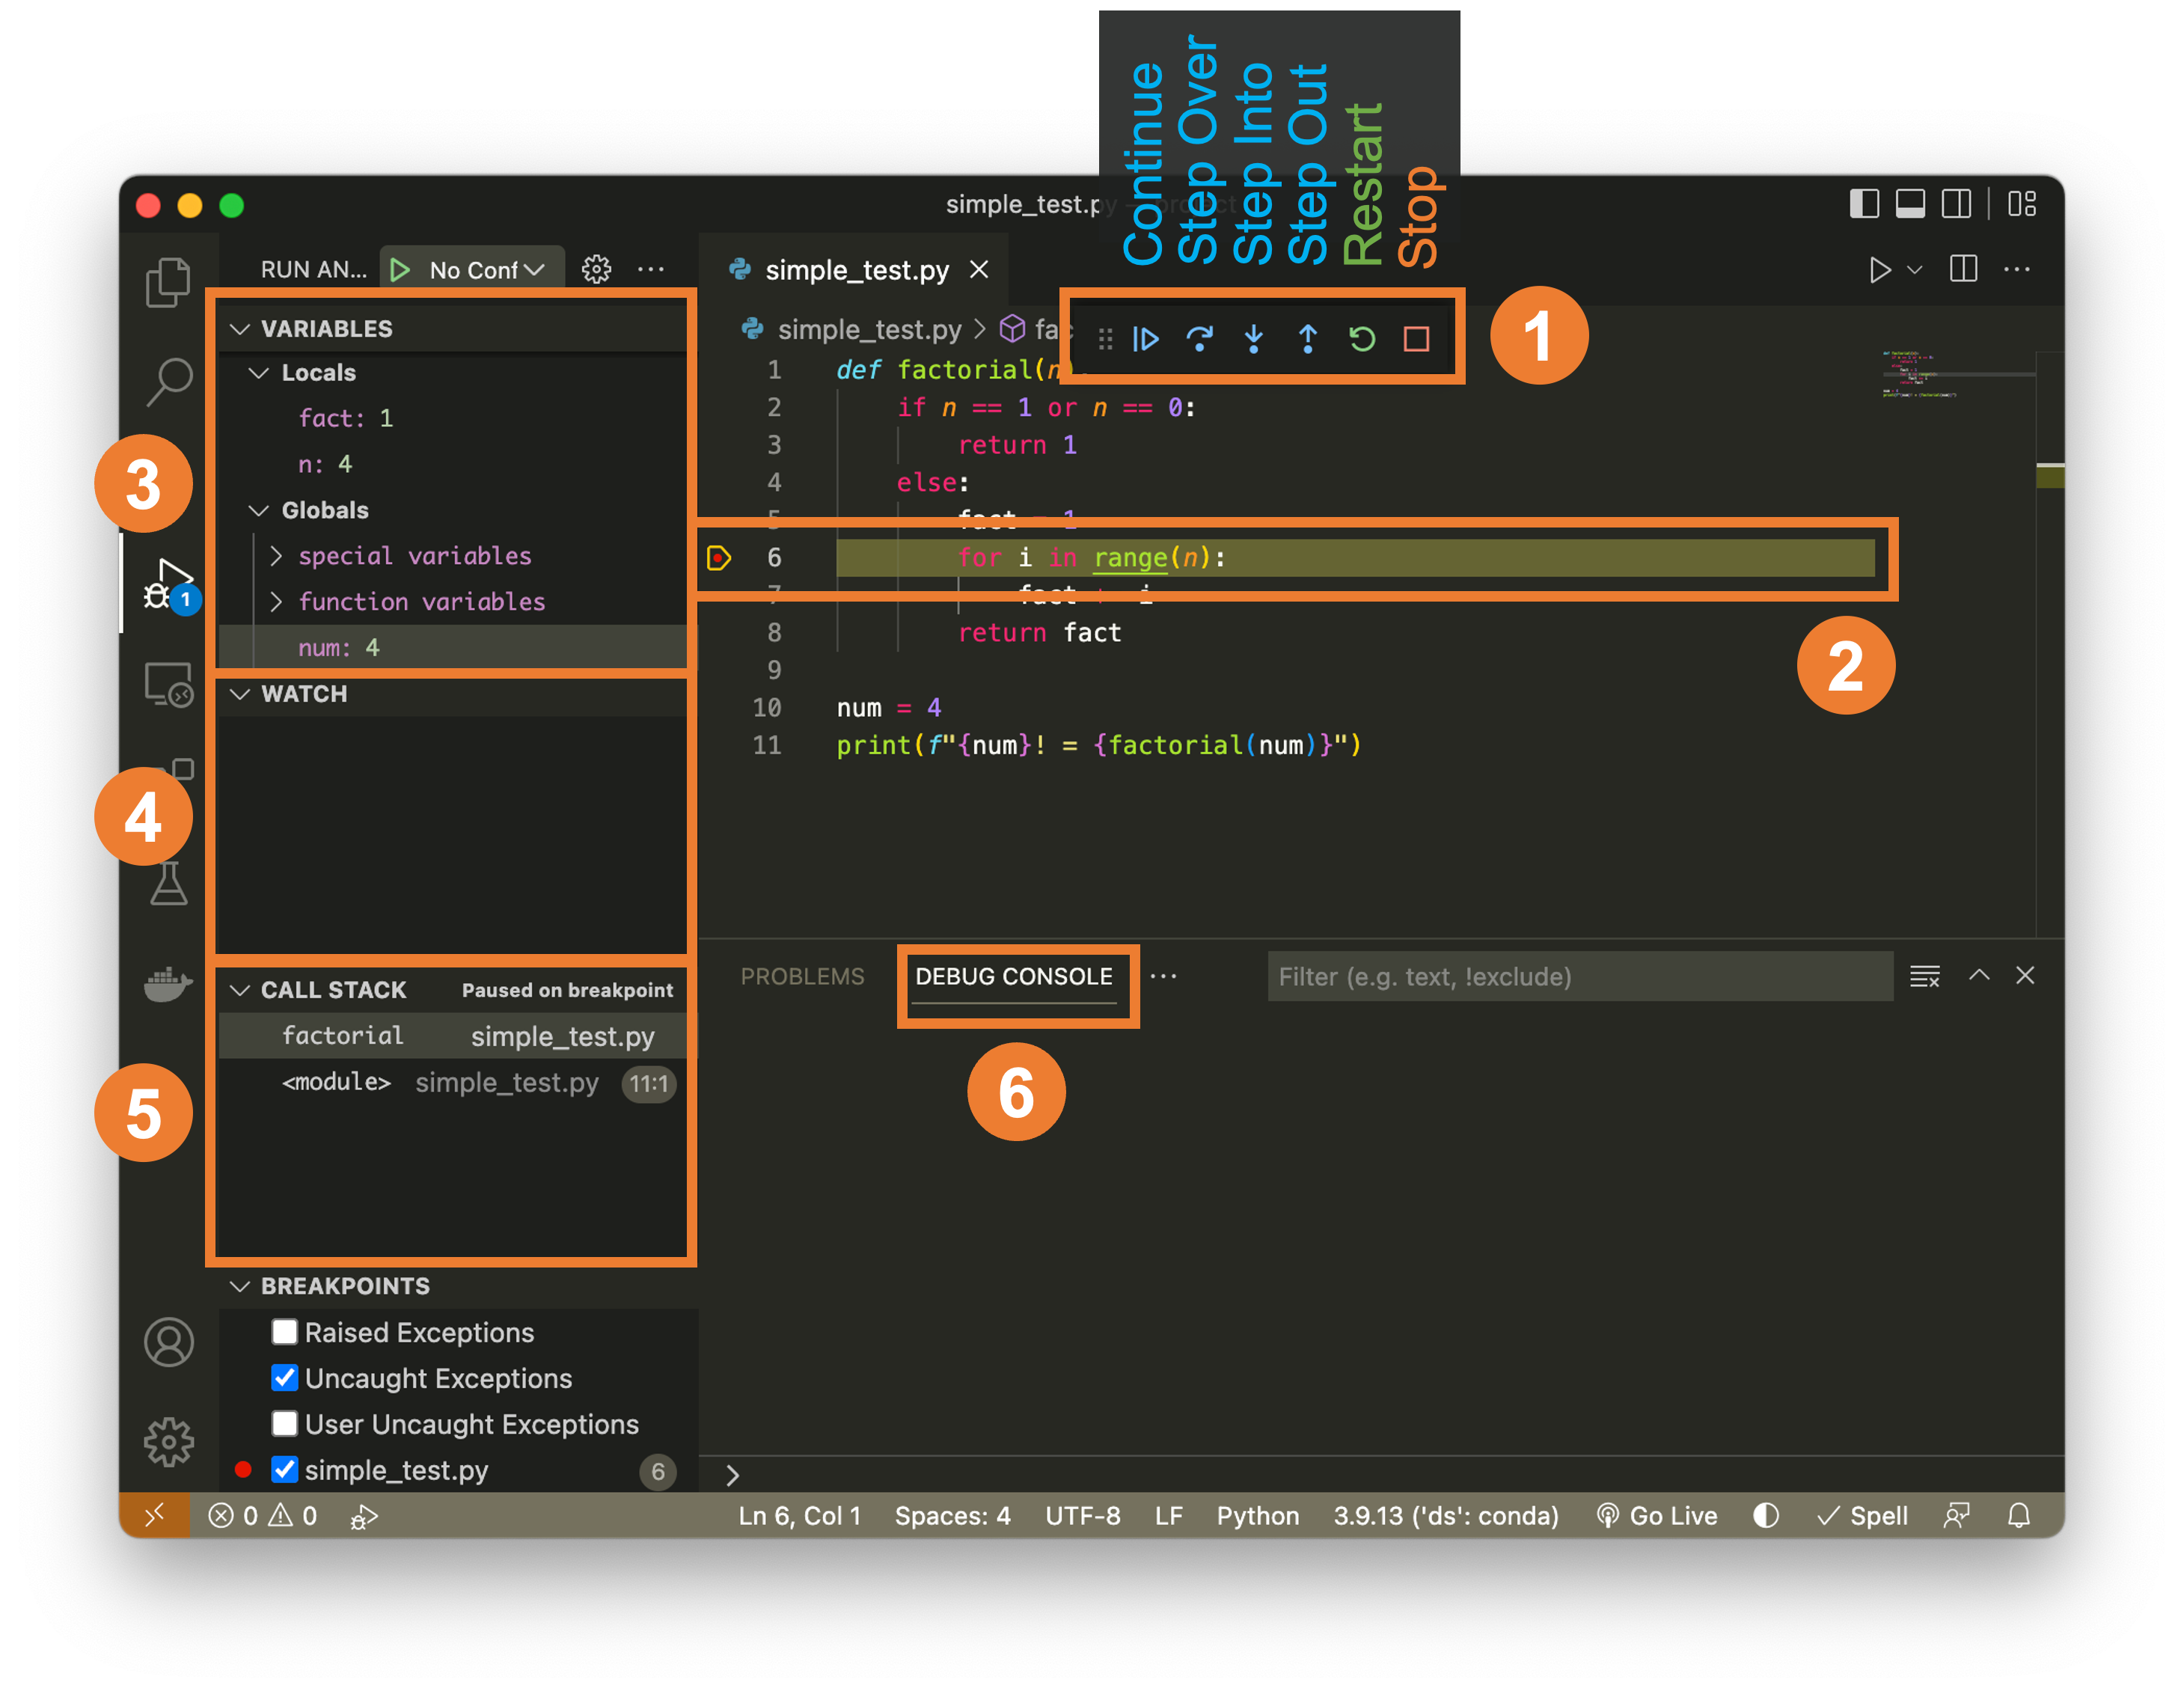 Continue
Step Over
Step Into
Step Out
Restart
Stop
simple_test.py — project
RUN AN... No Conf
simple_test.py
VARIABLES
Locals
fact: 1
n: 4
Globals
special variables
function variables
num: 4
WATCH
CALL STACK Paused on breakpoint
factorial simple_test.py
<module> simple_test.py 11:1
BREAKPOINTS
Raised Exceptions
Uncaught Exceptions
User Uncaught Exceptions
simple_test.py 6
simple_test.py > fac
1 def factorial(n)
2 if n == 1 or n == 0:
3 return 1
4 else:
5 fact = 1
6 for i in range(n):
7 fact i
8 return fact
9
10 num = 4
11 print(f"{num}! = {factorial(num)}")
PROBLEMS DEBUG CONSOLE ... Filter (e.g. text, !exclude)
>
0 0 Ln 6, Col 1 Spaces: 4 UTF-8 LF Python 3.9.13 ('ds': conda) Go Live Spell
1
1
2
3
4
5
6